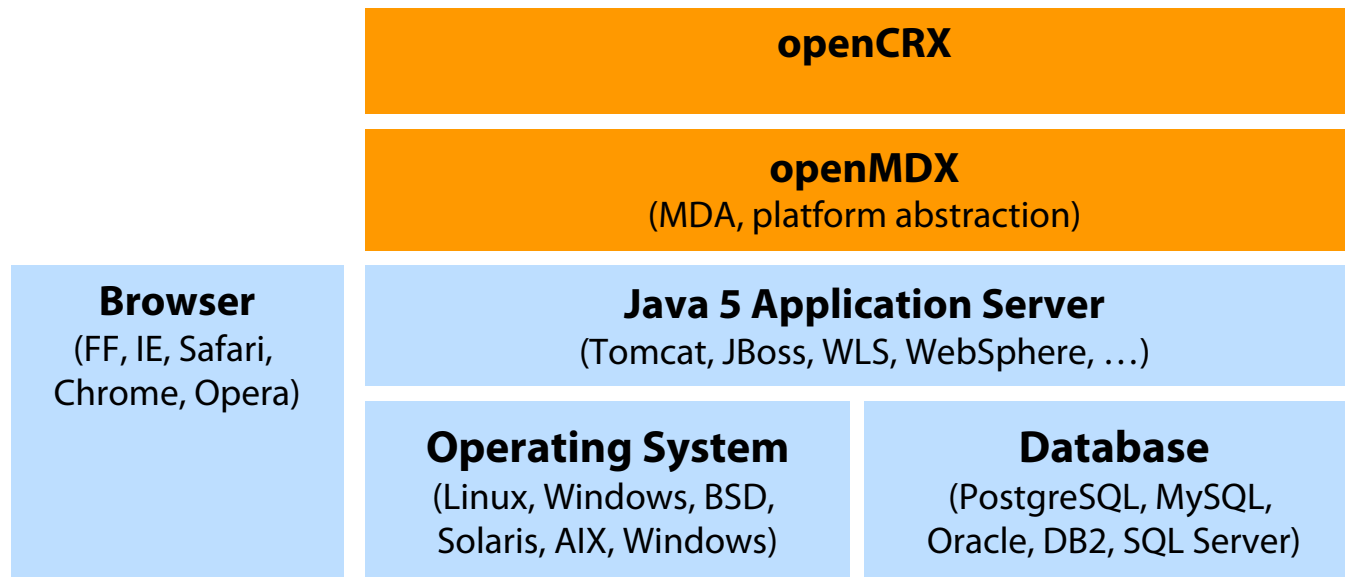 openCRX
openMDX
(MDA, platform abstraction)
Browser
(FF, IE, Safari,
Chrome, Opera)
Java 5 Application Server
(Tomcat, JBoss, WLS, WebSphere, …)
Operating System
(Linux, Windows, BSD,
Solaris, AIX, Windows)
Database
(PostgreSQL, MySQL,
Oracle, DB2, SQL Server)